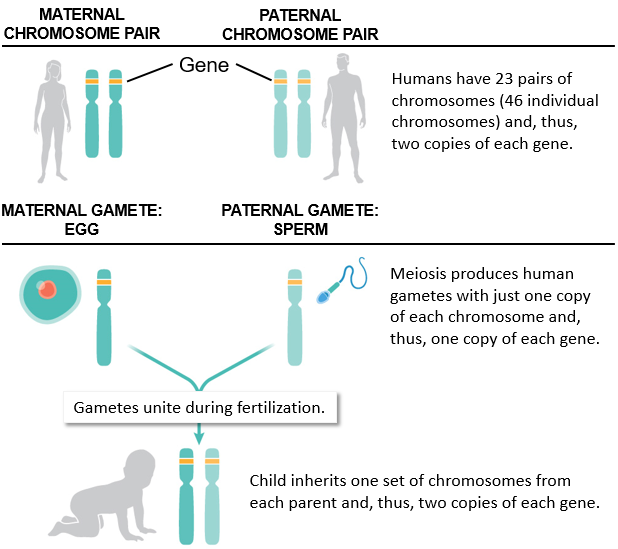 MATERNAL
CHROMOSOME PAIR
PATERNAL
CHROMOSOME PAIR
Gene
Humans have 23 pairs of
chromosomes (46 individual
chromosomes) and, thus,
two copies of each gene.
MATERNAL GAMETE:
EGG
PATERNAL GAMETE:
SPERM
Meiosis produces human
gametes with just one copy
of each chromosome and,
thus, one copy of each gene.
Gametes unite during fertilization.
Child inherits one set of chromosomes from
each parent and, thus, two copies of each gene.